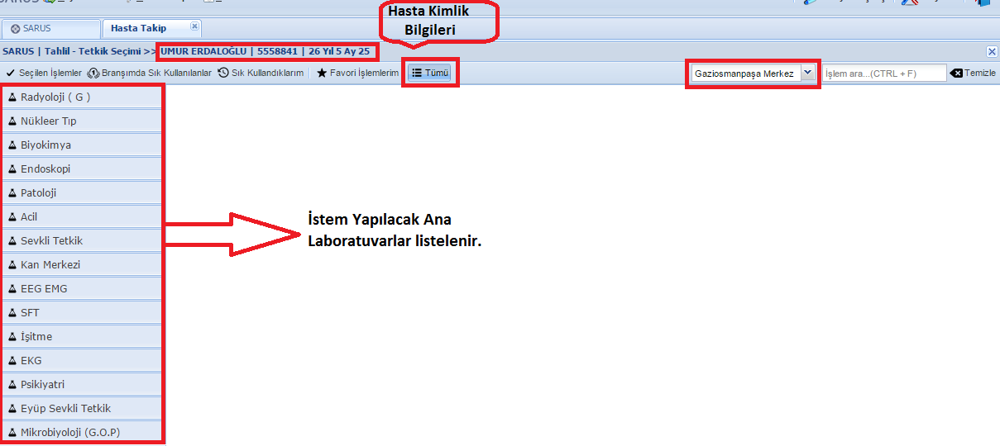 Hasta Kimlik
Bilgileri
SARUS
Hasta Takip
SARUS | Tahlil - Tetkik Seçimi >> UMUR ERDALOĞLU | 5558841 | 26 Yıl 5 Ay 25
Seçilen İşlemler Branşımda Sık Kullanılanlar Sık Kullandıklarım Favori İşlemlerim Tümü Gaziosmanpaşa Merkez İşlem ara...(CTRL + F) Temizle
Radyoloji ( G )
Nükleer Tıp
Biyokimya
Endoskopi
Patoloji
Acil
Sevkli Tetkik
Kan Merkezi
EEG EMG
SFT
İşitme
EKG
Psikiyatri
Eyüp Sevkli Tetkik
Mikrobiyoloji (G.O.P)
İstem Yapılacak Ana
Laboratuvarlar listelenir.